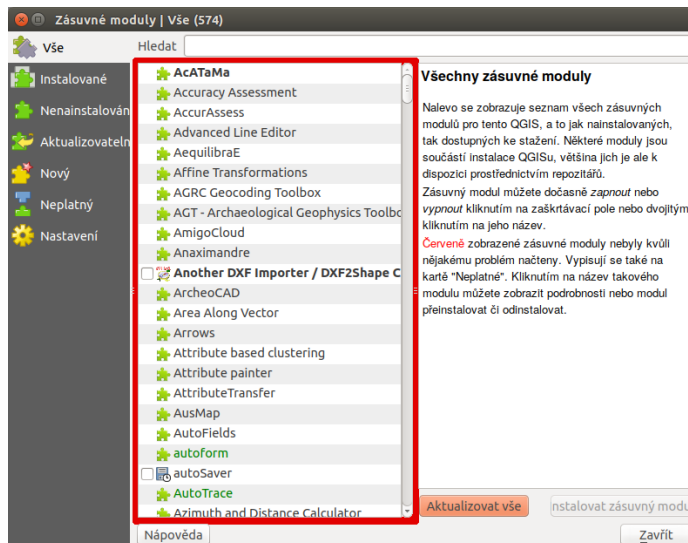 Zásuvné moduly | Vše (574)
Vše
Instalované
Nenainstalován
Aktualizovateln
Nový
Neplatný
Nastavení
Hledat
AcATaMa
Accuracy Assessment
AccurAssess
Advanced Line Editor
AequilibraE
Affine Transformations
AGRC Geocoding Toolbox
AGT - Archaeological Geophysics Toolbo
AmigoCloud
Anaximandre
Another DXF Importer / DXF2Shape C
ArcheoCAD
Area Along Vector
Arrows
Attribute based clustering
Attribute painter
AttributeTransfer
AusMap
AutoFields
autoform
autoSaver
AutoTrace
Azimuth and Distance Calculator
Všechny zásuvné moduly
Nalevo se zobrazuje seznam všech zásuvných
modulů pro tento QGIS, a to jak nainstalovaných,
tak dostupných ke stažení. Některé moduly jsou
součástí instalace QGISu, většina jich je ale k
dispozici prostřednictvím repozitářů.
Zásuvný modul můžete dočasně zapnout nebo
vypnout kliknutím na zaškrtávací pole nebo dvojitým
kliknutím na jeho název.
Červeně zobrazené zásuvné moduly nebyly kvůli
nějakému problém načteny. Vypisují se také na
kartě "Neplatné". Kliknutím na název takového
modulu můžete zobrazit podrobnosti nebo modul
přeinstalovat či odinstalovat.
Aktualizovat vše
nstalovat zásuvný modu
Nápověda
Zavřít